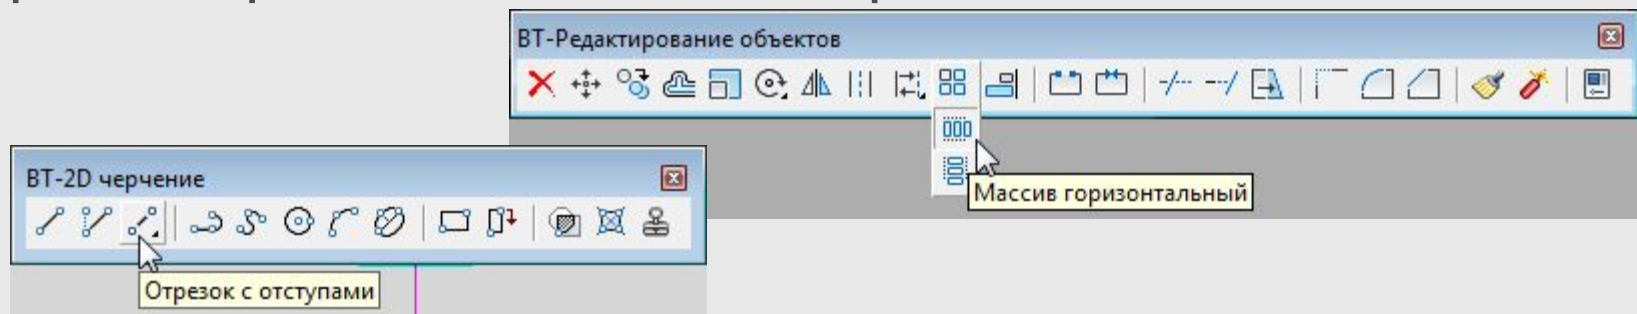 ВТ-Редактирование объектов
Массив горизонтальный
ВТ-2D черчение
Отрезок с отступами